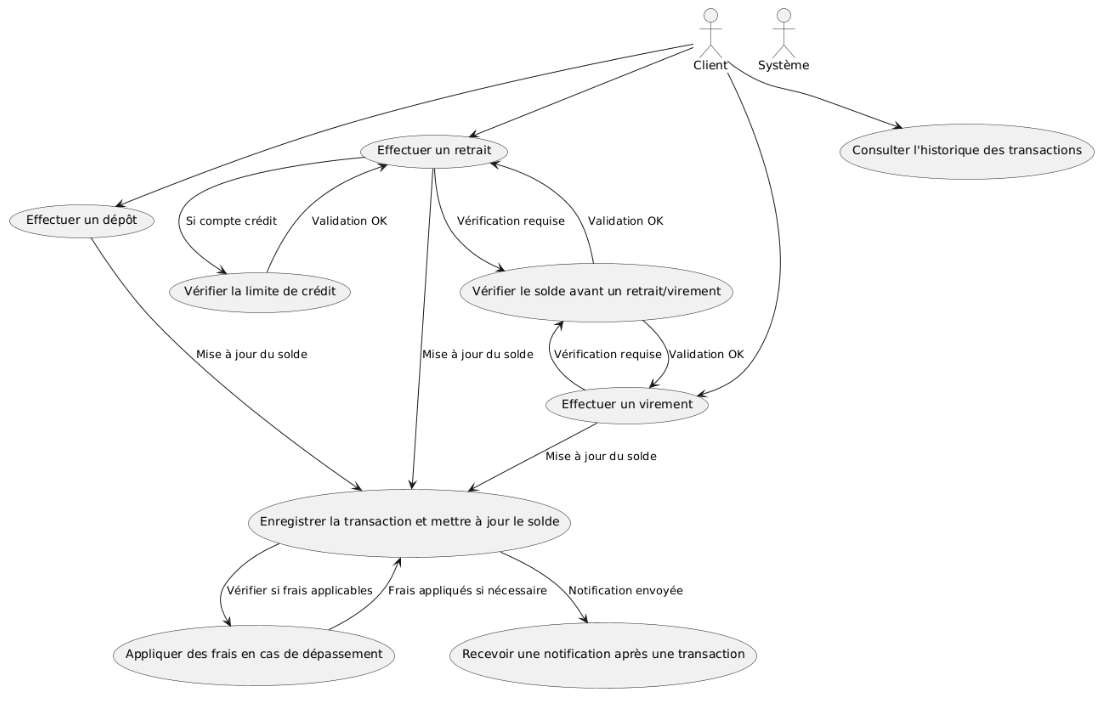 Client
Système
Effectuer un retrait
Consulter l'historique des transactions
Effectuer un dépôt
Si compte crédit
Validation OK
Vérification requise
Validation OK
Vérifier la limite de crédit
Vérifier le solde avant un retrait/virement
Mise à jour du solde
Mise à jour du solde
Vérification requise
Validation OK
Effectuer un virement
Mise à jour du solde
Enregistrer la transaction et mettre à jour le solde
Vérifier si frais applicables
Frais appliqués si nécessaire
Notification envoyée
Appliquer des frais en cas de dépassement
Recevoir une notification après une transaction